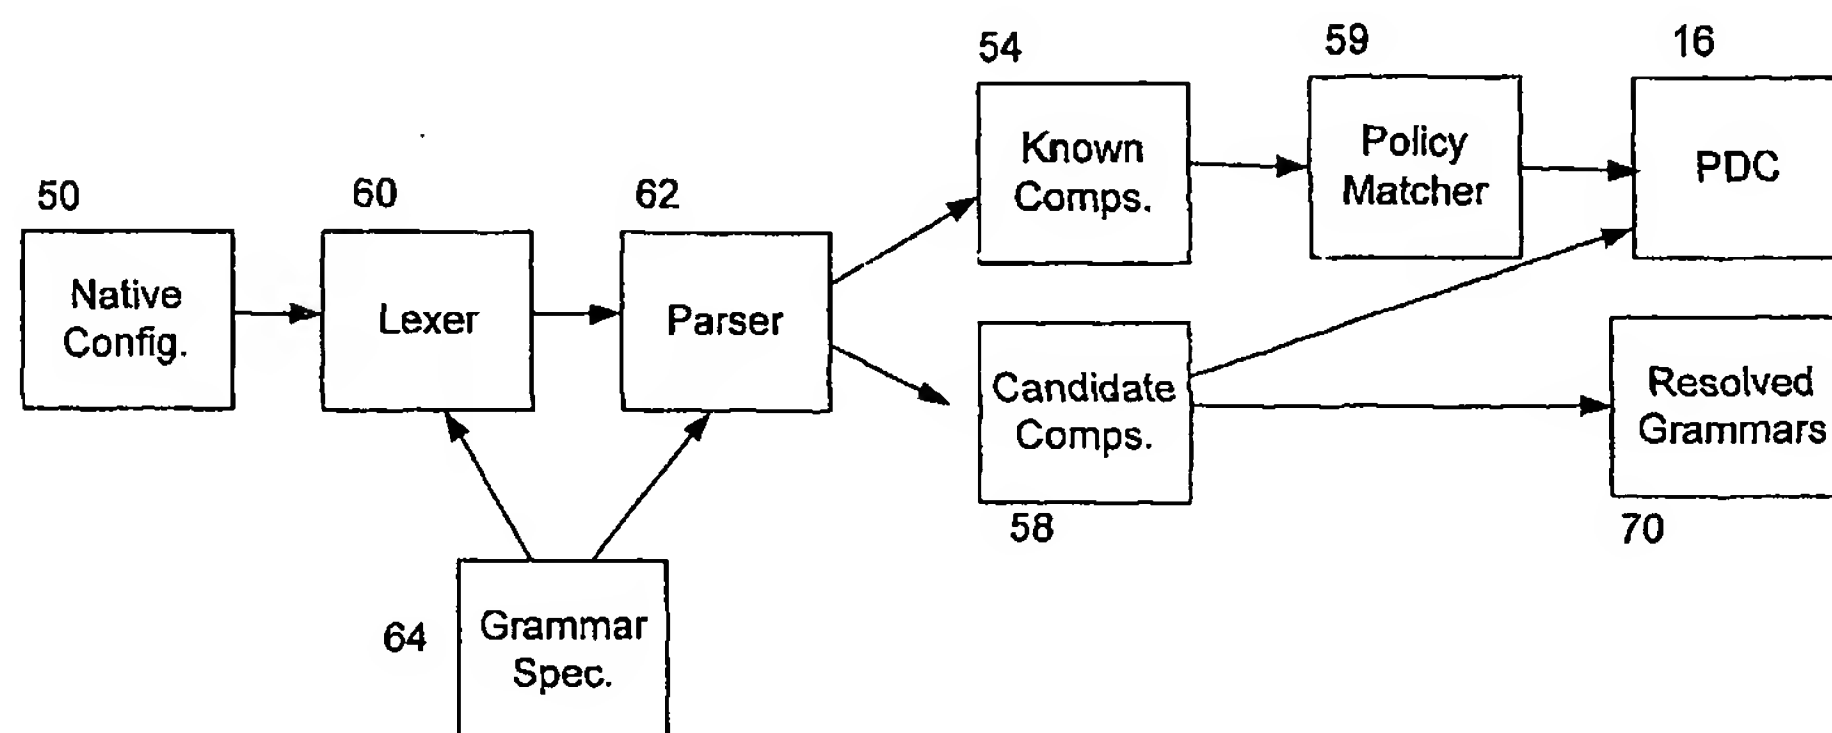 54
59
16
Known
Comps.
Policy
Matcher
PDC
50
60
62
Native
Config.
Lexer
Parser
Candidate
Comps.
Resolved
Grammars
58
70
64
Grammar
Spec.